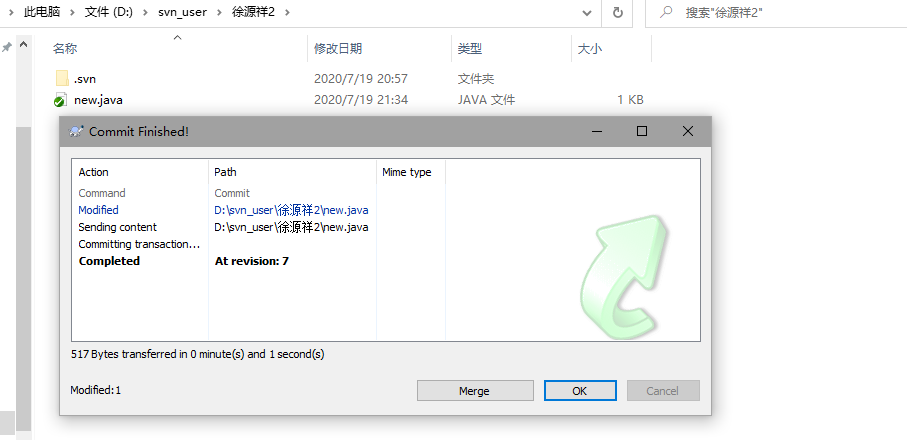 此电脑 > 文件 (D:) > svn_user > 徐源祥2 >
搜索"徐源祥2"
名称 修改日期 类型 大小
.svn 2020/7/19 20:57 文件夹
new.java 2020/7/19 21:34 JAVA 文件 1 KB
Commit Finished!
Action Path Mime type
Command Commit
Modified D:\svn_user\徐源祥2\new.java
Sending content D:\svn_user\徐源祥2\new.java
Committing transaction...
Completed At revision: 7
517 Bytes transferred in 0 minute(s) and 1 second(s)
Modified:1
Merge OK Cancel